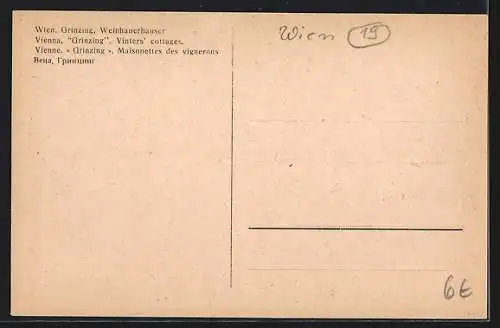 Wien, Grinzing, Weinhauerhäuser
Vienna, "Grinzing", Vinters' cottages.
Vienne, « Grinzing », Maisonettes des vignerons
Вена, Гринцинг
Wien 19
6€